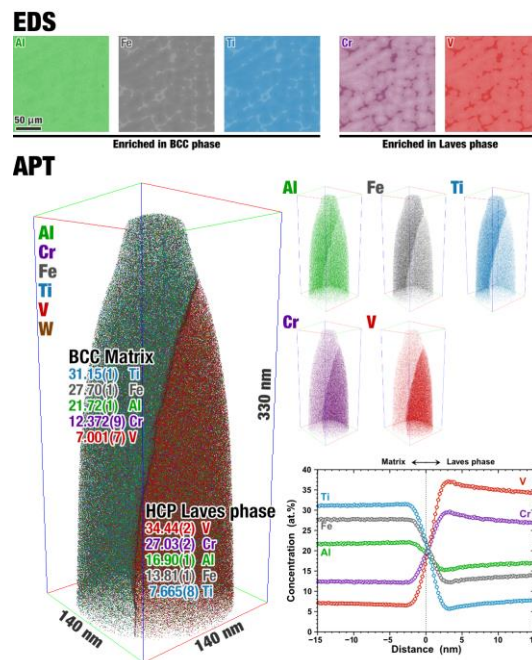 EDS
Al Fe Ti Cr V
50 µm
Enriched in BCC phase Enriched in Laves phase
APT
Al
Cr
Fe
Ti
V
W
BCC Matrix
31.15(1) Ti
27.70(1) Fe
21.72(1) Al
12.372(9) Cr
7.001(7) V
HCP Laves phase
34.44(2) V
27.03(2) Cr
16.90(1) Al
13.81(1) Fe
7.665(8) Ti
330 nm
140 nm 140 nm
Al Fe Ti
Cr V
Matrix Laves phase
Concentration (at.%)
40
35
30
25
20
15
10
5
0
Ti
Fe
Al
V
Cr
-15 -10 -5 0 5 10 15
Distance (nm)